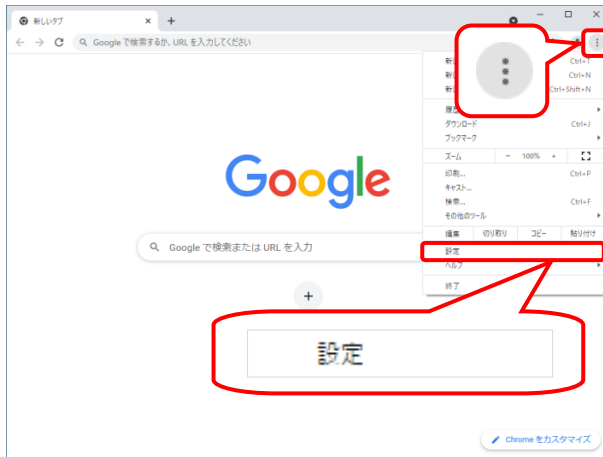 新しいタブ
Google で検索するか、URL を入力してください
Ctrl+T
Ctrl+N
Ctrl+Shift+N
ダウンロード Ctrl+J
ブックマーク
ズーム − 100% +
印刷... Ctrl+P
キャスト...
検索... Ctrl+F
その他のツール
編集 切り取り コピー 貼り付け
設定
ヘルプ
終了
Google
Google で検索または URL を入力
設定
Chrome をカスタマイズ